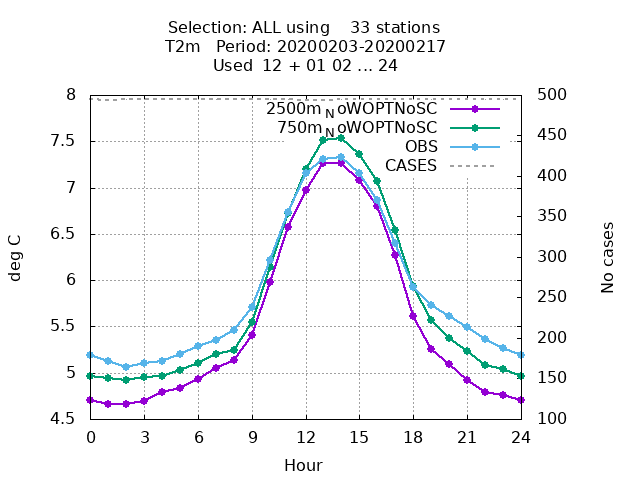 Selection: ALL using    33 stations
T2m   Period: 20200203-20200217
Used  12 + 01 02 ... 24
8
7.5
7
6.5
6
5.5
5
4.5
deg C
500
450
400
350
300
250
200
150
100
No cases
2500m_NoWOPTNoSC
750m_NoWOPTNoSC
OBS
CASES
0
3
6
9
12
15
18
21
24
Hour